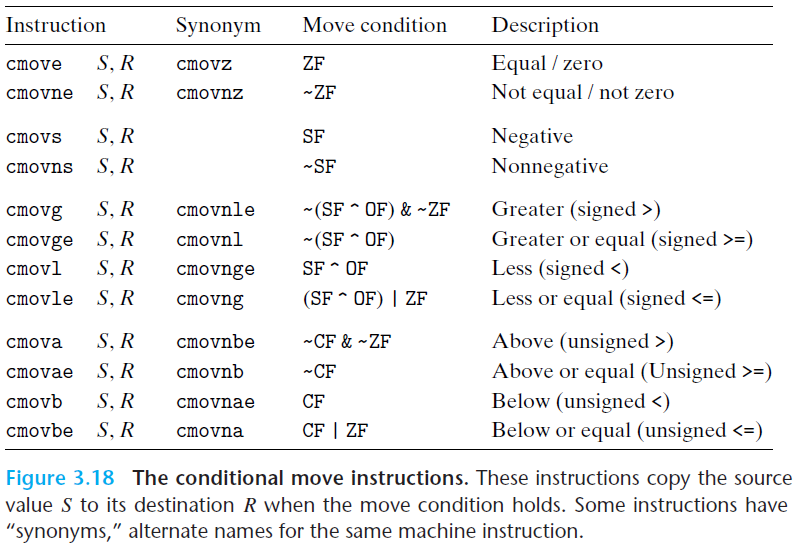 Instruction Synonym Move condition Description
cmove S, R cmovz ZF Equal / zero
cmovne S, R cmovnz ~ZF Not equal / not zero
cmovs S, R SF Negative
cmovns S, R ~SF Nonnegative
cmovg S, R cmovnle ~(SF ^ OF) & ~ZF Greater (signed >)
cmovge S, R cmovnl ~(SF ^ OF) Greater or equal (signed >=)
cmovl S, R cmovnge SF ^ OF Less (signed <)
cmovle S, R cmovng (SF ^ OF) | ZF Less or equal (signed <=)
cmova S, R cmovnbe ~CF & ~ZF Above (unsigned >)
cmovae S, R cmovnb ~CF Above or equal (Unsigned >=)
cmovb S, R cmovnae CF Below (unsigned <)
cmovbe S, R cmovna CF | ZF Below or equal (unsigned <=)
Figure 3.18 The conditional move instructions. These instructions copy the source
value S to its destination R when the move condition holds. Some instructions have
“synonyms,” alternate names for the same machine instruction.